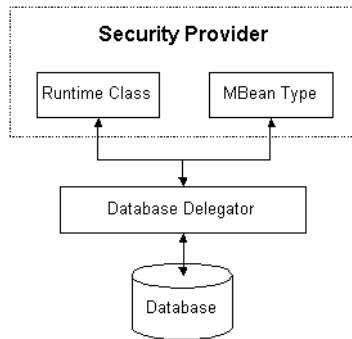 Security Provider
Runtime Class
MBean Type
Database Delegator
Database